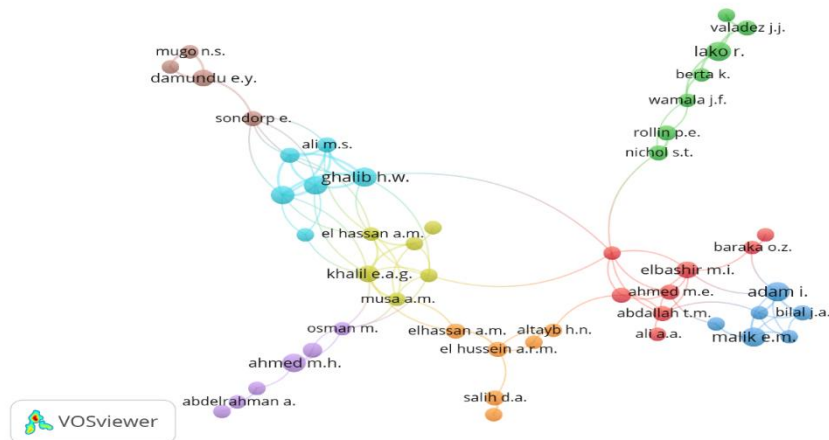 valadez j.j.
mugo n.s.
lako r.
damundu e.y.
berta k.
wamala j.f.
sondorp e.
rollin p.e.
ali m.s.
nichol s.t.
ghalib h.w.
el hassan a.m.
baraka o.z.
khalil e.a.g.
elbashir m.i.
ahmed m.e.
adam i.
musa a.m.
abdallah t.m.
bilal j.a.
osman m.
elhassan a.m.
altayb h.n.
ali a.a.
malik e.m.
el hussein a.r.m.
ahmed m.h.
salih d.a.
abdelrahman a.
VOSviewer